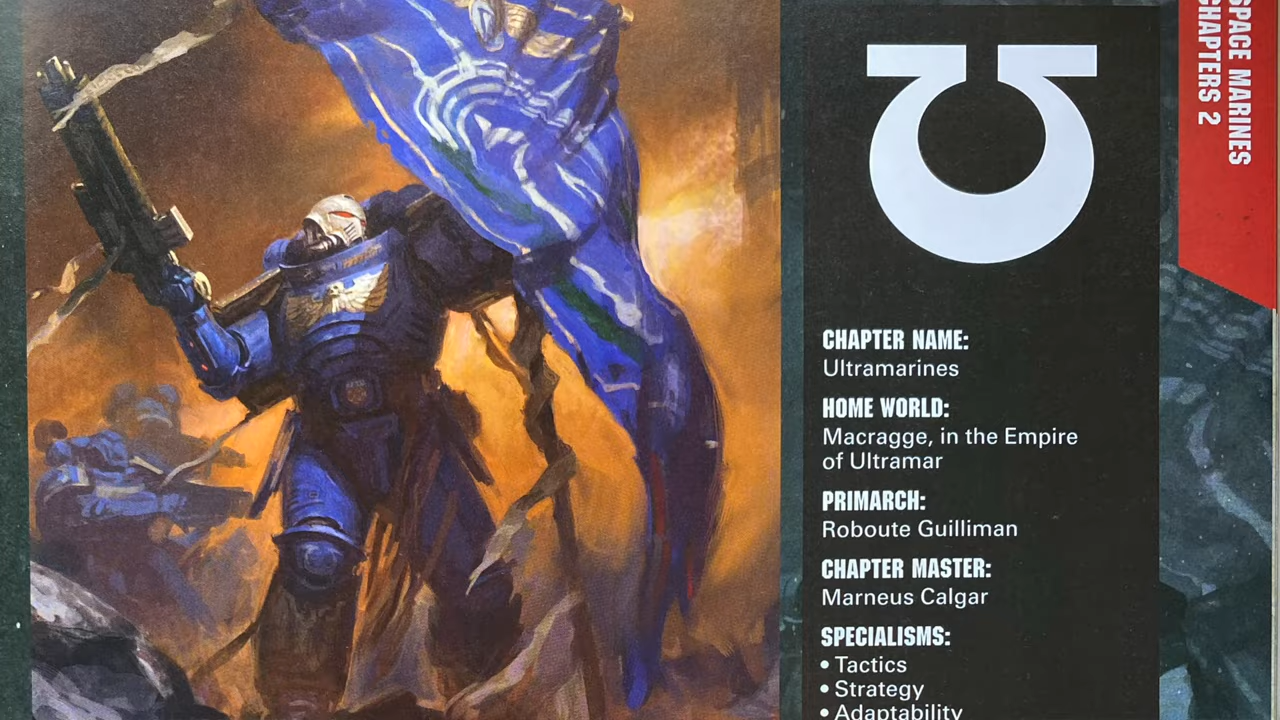 SPACE MARINES
CHAPTERS 2
CHAPTER NAME:
Ultramarines
HOME WORLD:
Macragge, in the Empire
of Ultramar
PRIMARCH:
Roboute Guilliman
CHAPTER MASTER:
Marneus Calgar
SPECIALISMS:
• Tactics
• Strategy
• Adaptability